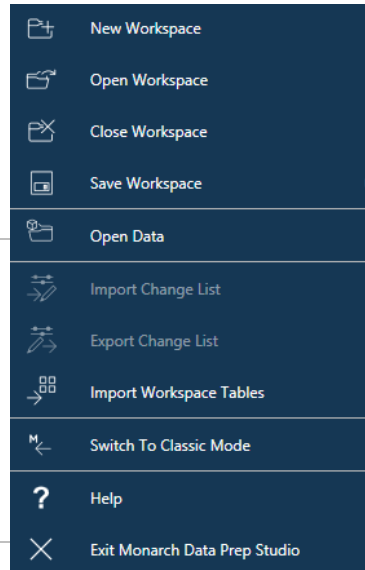 New Workspace
Open Workspace
Close Workspace
Save Workspace
Open Data
Import Change List
Export Change List
Import Workspace Tables
M
Switch To Classic Mode
? Help
Exit Monarch Data Prep Studio